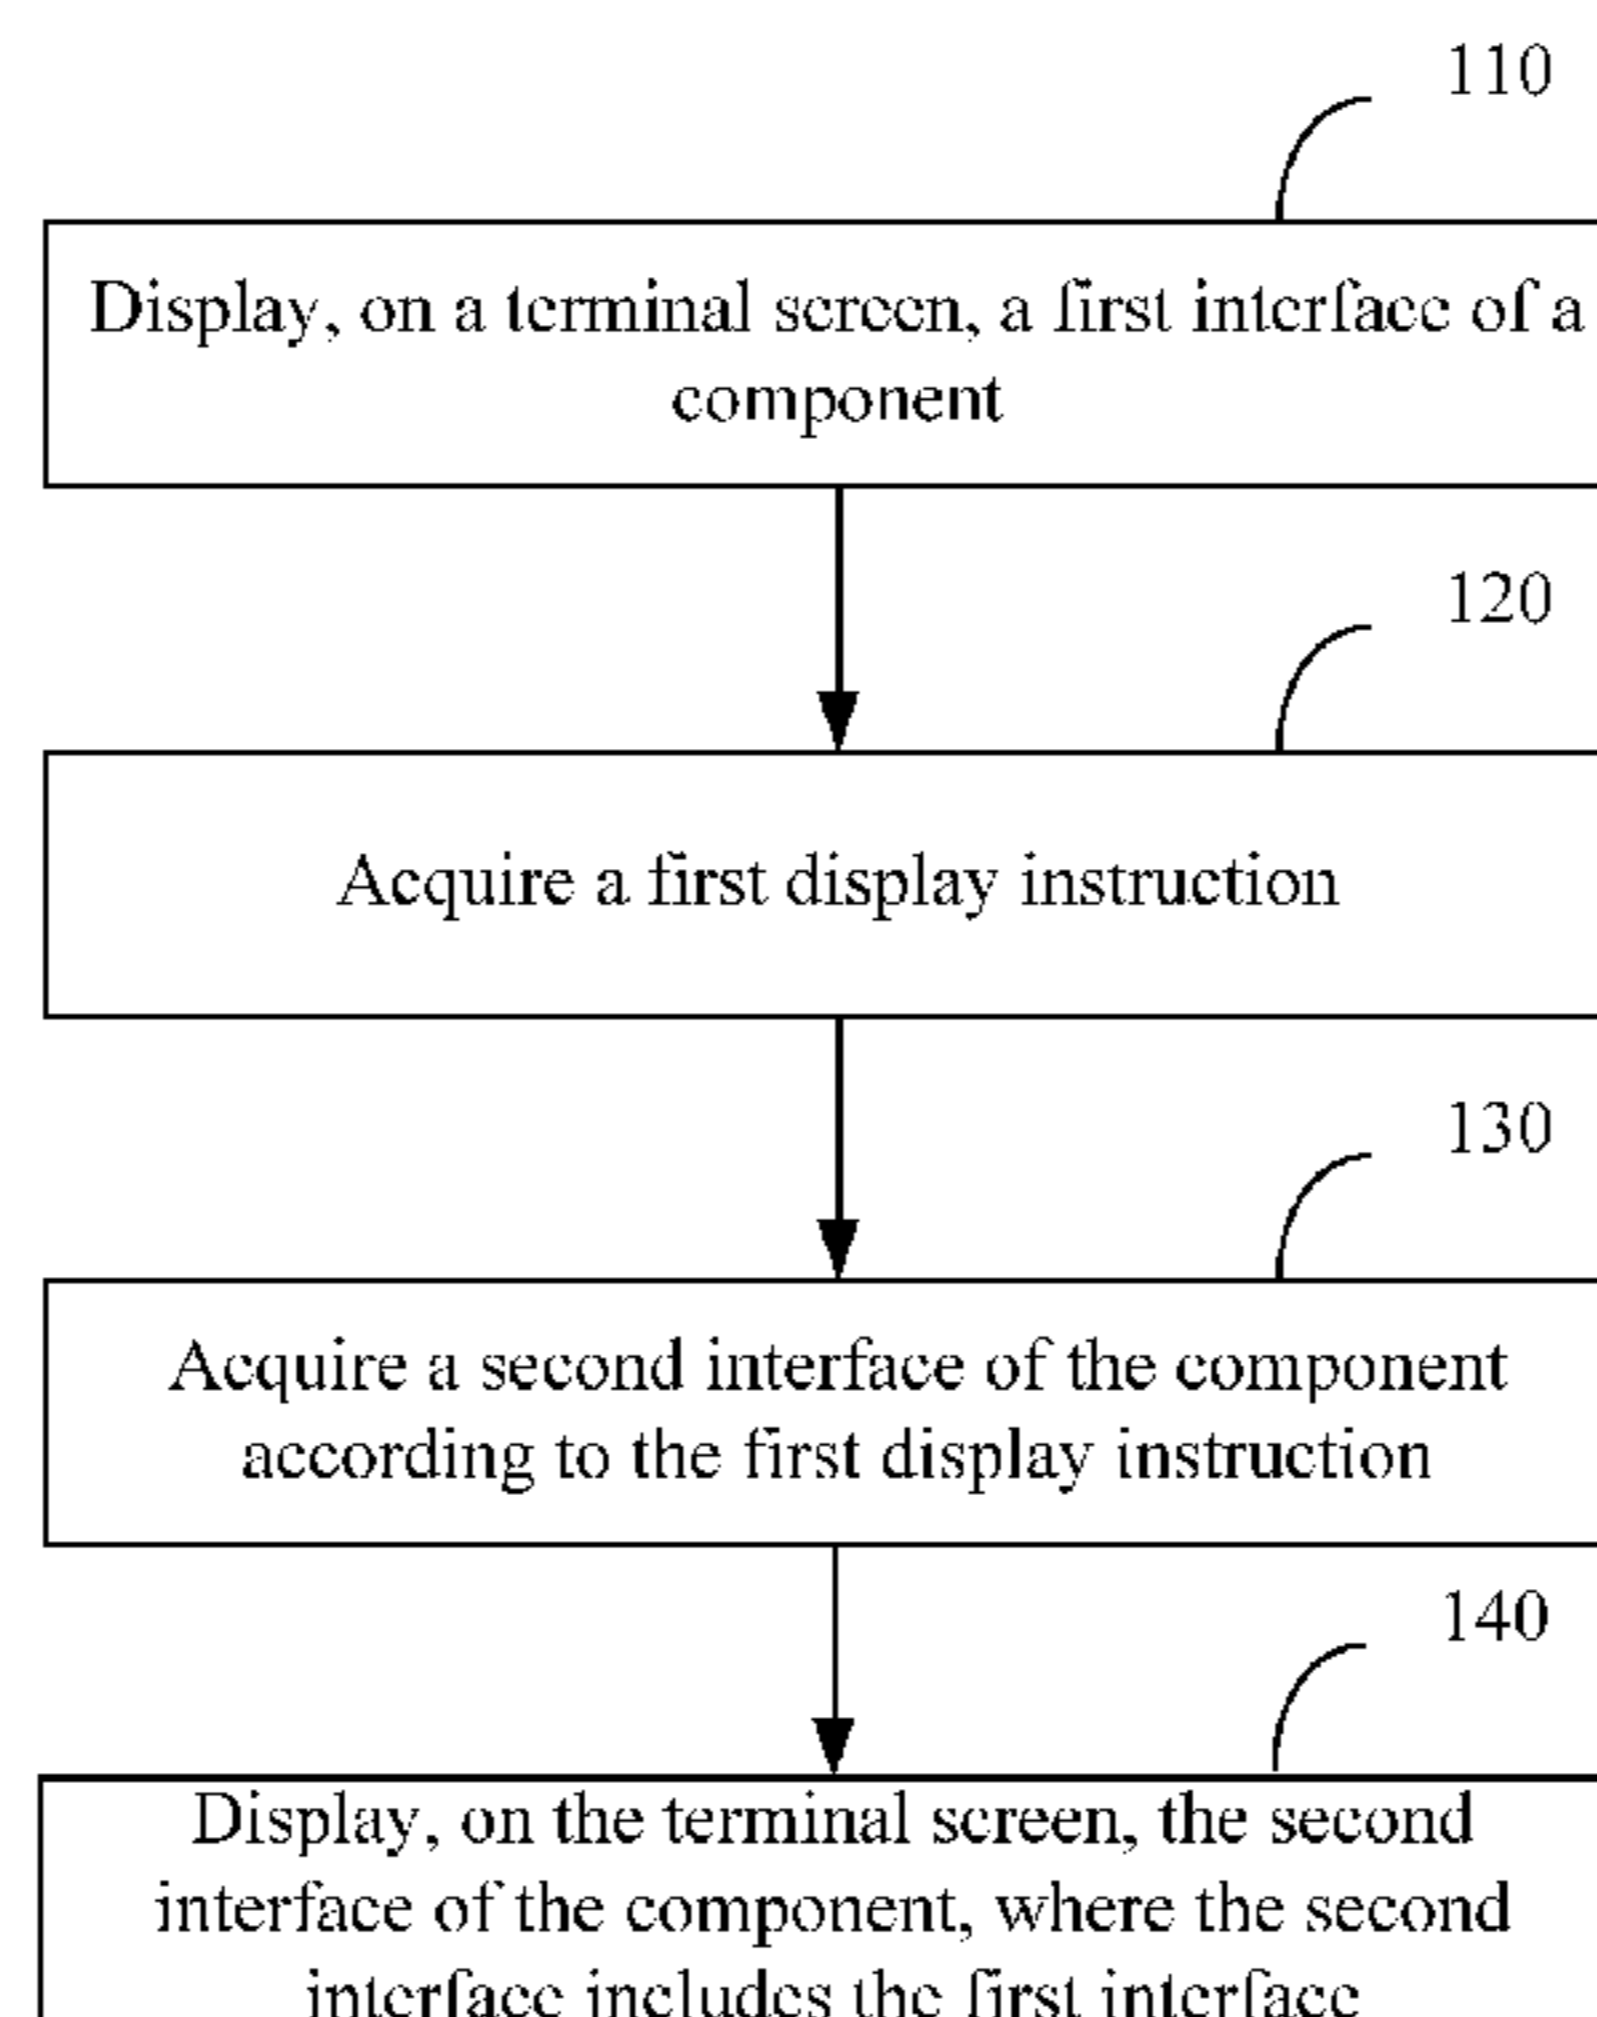 110
Display, on a terminal screen, a first interface of a
component
120
Acquire a first display instruction
130
Acquire a second interface of the component
according to the first display instruction
140
Display, on the terminal screen, the second
interface of the component, where the second
interface includes the first interface